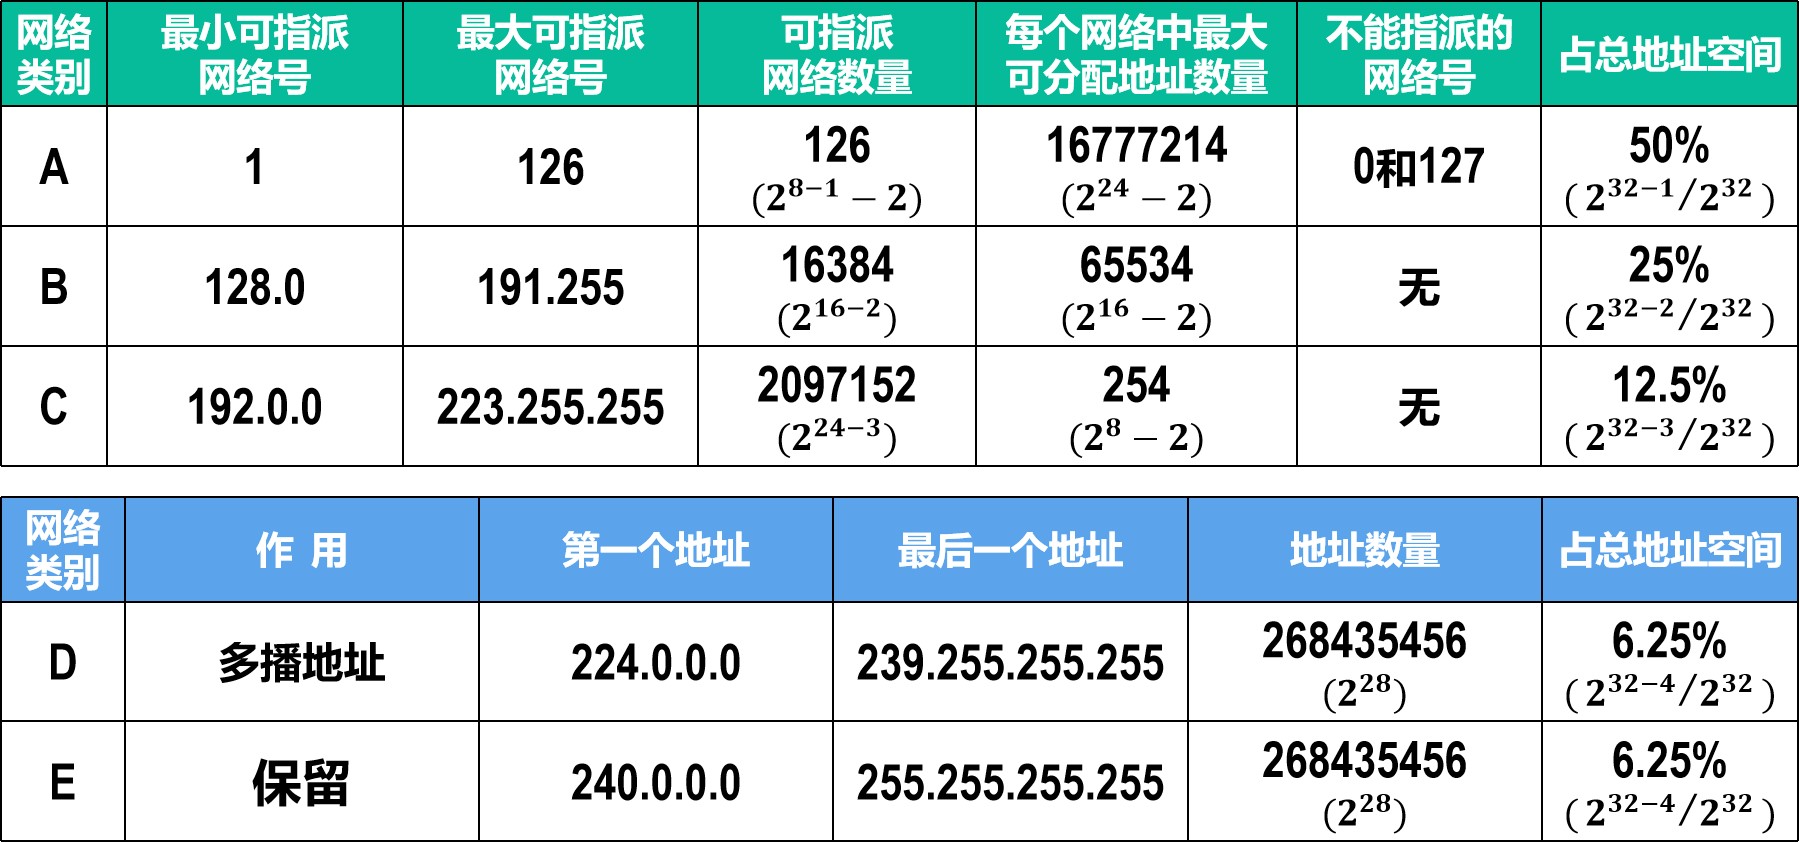 网络类别 最小可指派网络号 最大可指派网络号 可指派网络数量 每个网络中最大可分配地址数量 不能指派的网络号 占总地址空间
A 1 126 126 (2^{8-1} − 2) 16777214 (2^{24} − 2) 0和127 50% (2^{32-1}/2^{32})
B 128.0 191.255 16384 (2^{16-2}) 65534 (2^{16} − 2) 无 25% (2^{32-2}/2^{32})
C 192.0.0 223.255.255 2097152 (2^{24-3}) 254 (2^{8} − 2) 无 12.5% (2^{32-3}/2^{32})
网络类别 作用 第一个地址 最后一个地址 地址数量 占总地址空间
D 多播地址 224.0.0.0 239.255.255.255 268435456 (2^{28}) 6.25% (2^{32-4}/2^{32})
E 保留 240.0.0.0 255.255.255.255 268435456 (2^{28}) 6.25% (2^{32-4}/2^{32})